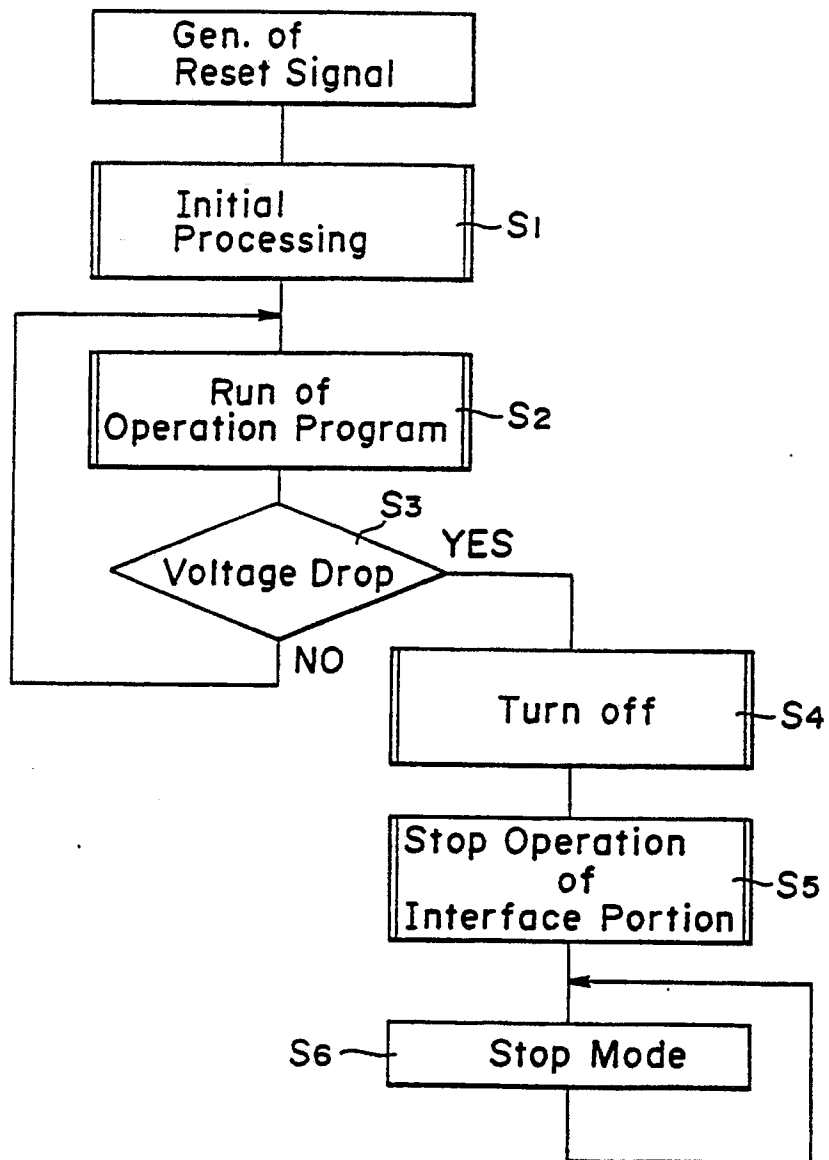 Gen. of
Reset Signal
Initial
Processing
S1
Run of
Operation Program
S2
S3
Voltage Drop
YES
NO
Turn off
S4
Stop Operation
of
Interface Portion
S5
S6
Stop Mode